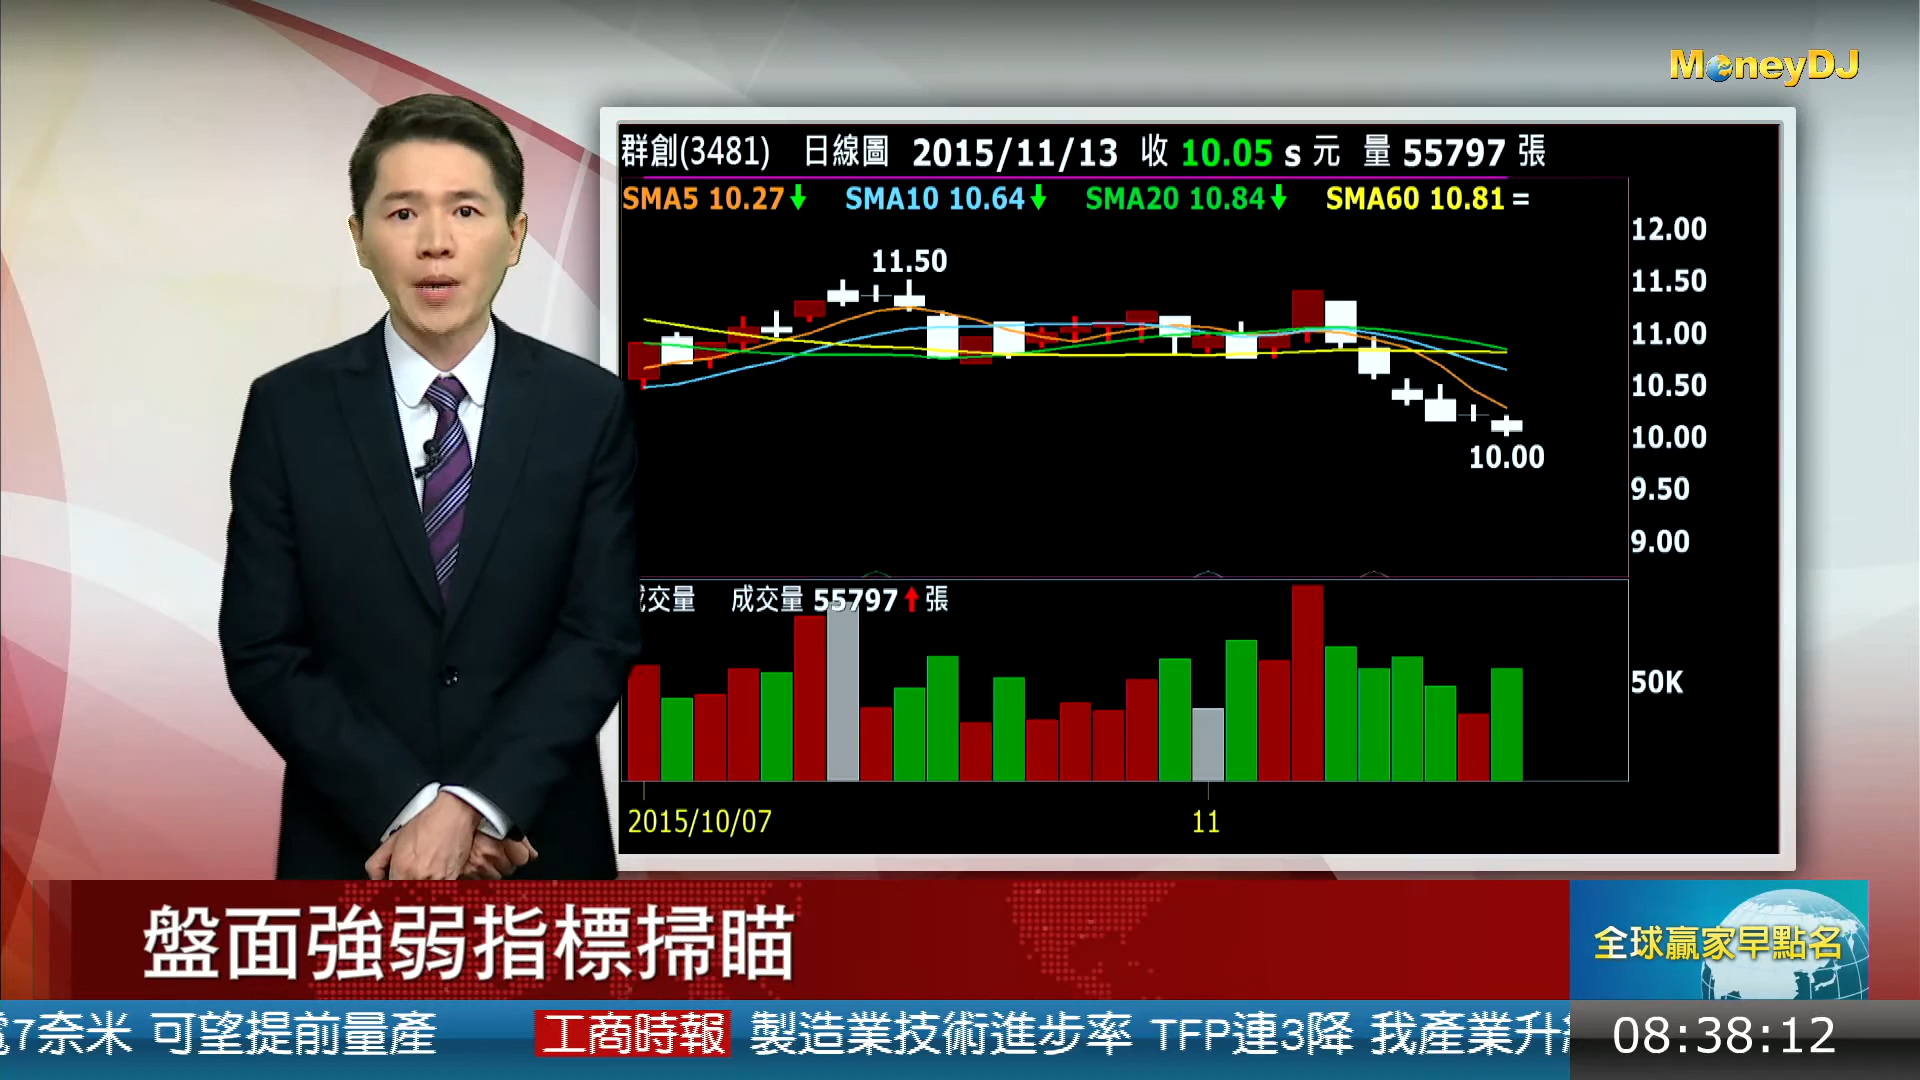 MoneyDJ
群創(3481) 日線圖 2015/11/13 收 10.05 s 元 量 55797 張
SMA5 10.27↓ SMA10 10.64↓ SMA20 10.84↓ SMA60 10.81 =
12.00
11.50
11.50
11.00
10.50
10.00
10.00
9.50
9.00
交量 成交量 55797↑張
50K
2015/10/07 11
盤面強弱指標掃瞄
全球贏家早點名
7奈米 可望提前量產 工商時報 製造業技術進步率 TFP連3降 我產業升
08:38:12